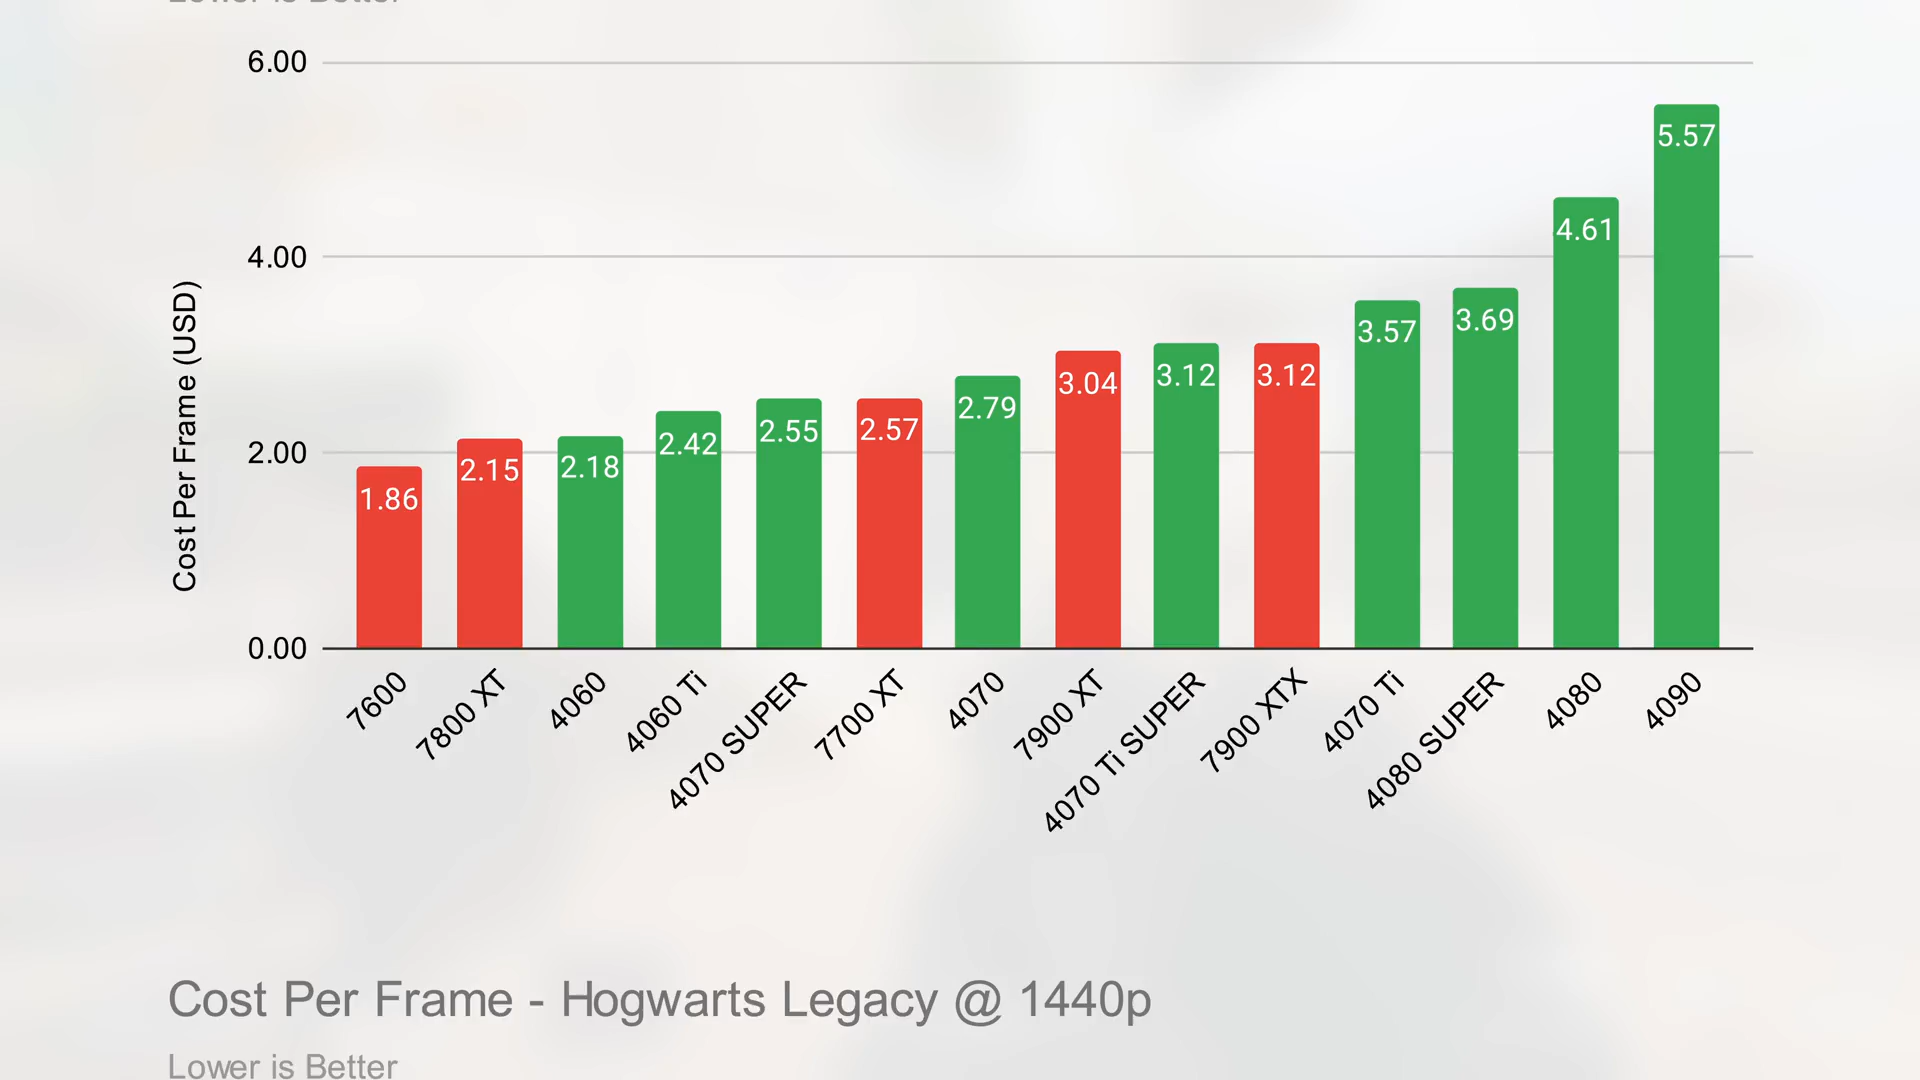 Lower is Better
6.00
4.00
2.00
0.00
Cost Per Frame (USD)
1.86
2.15
2.18
2.42
2.55
2.57
2.79
3.04
3.12
3.12
3.57
3.69
4.61
5.57
7600
7800 XT
4060
4060 Ti
4070 SUPER
7700 XT
4070
7900 XT
4070 Ti SUPER
7900 XTX
4070 Ti
4080 SUPER
4080
4090
Cost Per Frame - Hogwarts Legacy @ 1440p
Lower is Better